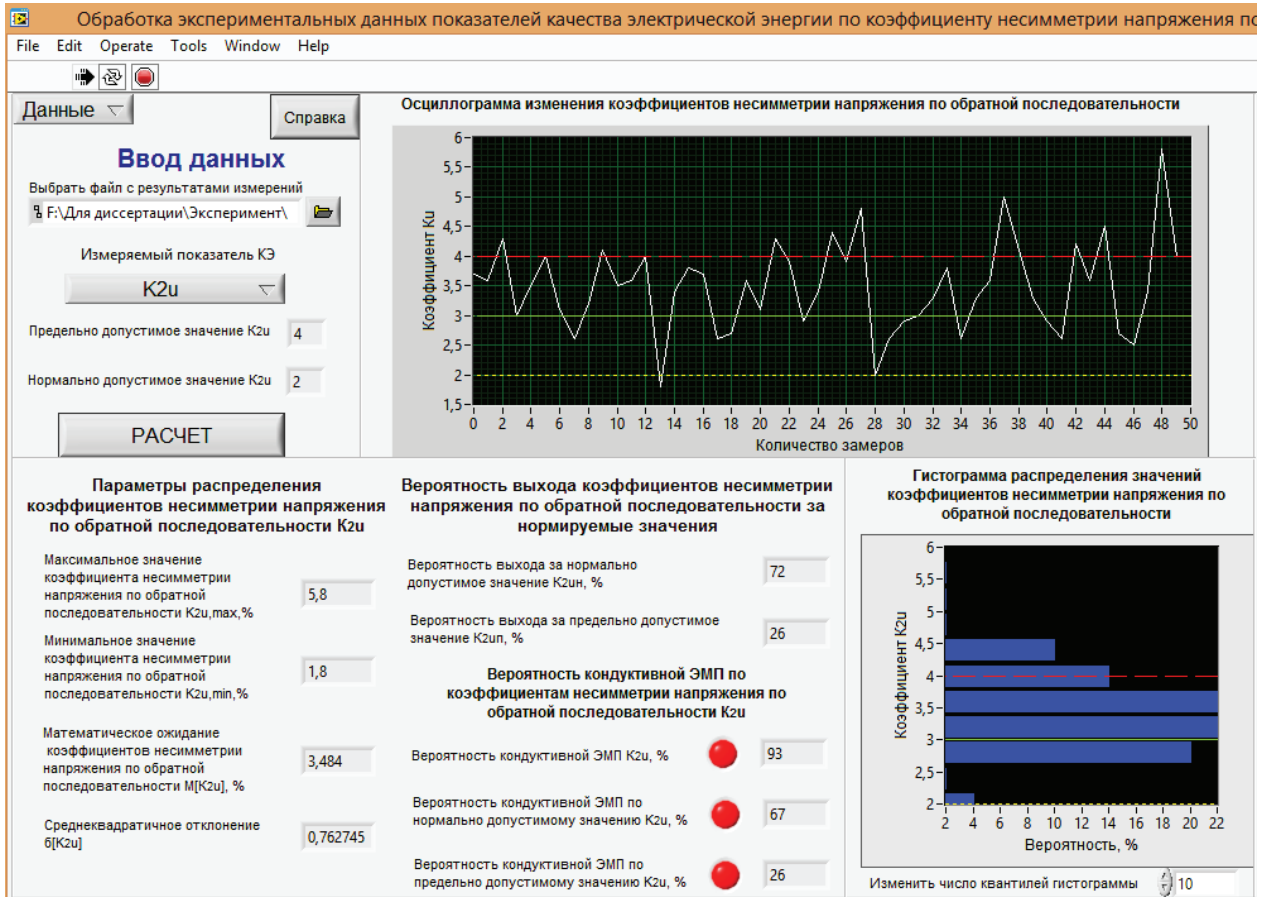 Обработка экспериментальных данных показателей качества электрической энергии по коэффициенту несимметрии напряжения по
File Edit Operate Tools Window Help
Данные
Справка
Ввод данных
Выбрать файл с результатами измерений
F:\Для диссертации\Эксперимент\
Измеряемый показатель КЭ
K2u
Предельно допустимое значение K2u 4
Нормально допустимое значение K2u 2
РАСЧЕТ
Осциллограмма изменения коэффициентов несимметрии напряжения по обратной последовательности
Коэффициент Ku
6
5,5
5
4,5
4
3,5
3
2,5
2
1,5
0 2 4 6 8 10 12 14 16 18 20 22 24 26 28 30 32 34 36 38 40 42 44 46 48 50
Количество замеров
Параметры распределения
коэффициентов несимметрии напряжения
по обратной последовательности K2u
Максимальное значение
коэффициента несимметрии
напряжения по обратной
последовательности K2u,max,%
5,8
Минимальное значение
коэффициента несимметрии
напряжения по обратной
последовательности K2u,min,%
1,8
Математическое ожидание
коэффициентов несимметрии
напряжения по обратной
последовательности M[K2u], %
3,484
Среднеквадратичное отклонение
б[K2u]
0,762745
Вероятность выхода коэффициентов несимметрии
напряжения по обратной последовательности за
нормируемые значения
Вероятность выхода за нормально
допустимое значение K2uн, %
72
Вероятность выхода за предельно допустимое
значение K2uп, %
26
Вероятность кондуктивной ЭМП по
коэффициентам несимметрии напряжения по
обратной последовательности K2u
Вероятность кондуктивной ЭМП K2u, % 93
Вероятность кондуктивной ЭМП по
нормально допустимому значению K2u, %
67
Вероятность кондуктивной ЭМП по
предельно допустимому значению K2u, %
26
Гистограмма распределения значений
коэффициентов несимметрии напряжения по
обратной последовательности
Коэффициент K2u
6
5,5
5
4,5
4
3,5
3
2,5
2
2 4 6 8 10 12 14 16 18 20 22
Вероятность, %
Изменить число квантилей гистограммы 10